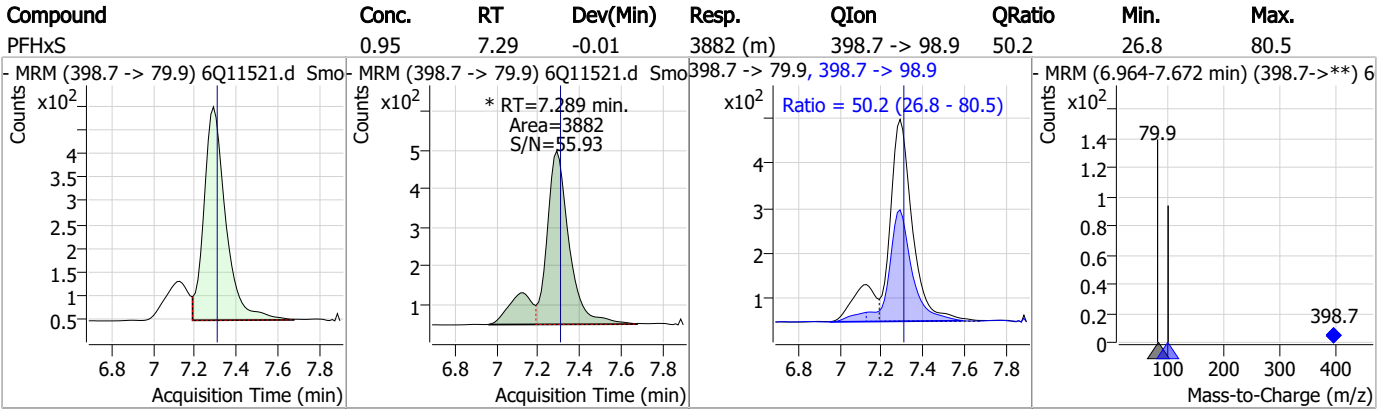 Compound Conc. RT Dev(Min) Resp. QIon QRatio Min. Max.
PFHxS 0.95 7.29 -0.01 3882 (m) 398.7 -> 98.9 50.2 26.8 80.5
- MRM (398.7 -> 79.9) 6Q11521.d Smo
Counts
x10²
4
3.5
3
2.5
2
1.5
1
0.5
6.8 7 7.2 7.4 7.6 7.8
Acquisition Time (min)
- MRM (398.7 -> 79.9) 6Q11521.d Smo
Counts
x10²
* RT=7.289 min.
Area=3882
S/N=55.93
5
4
3
2
1
6.8 7 7.2 7.4 7.6 7.8
Acquisition Time (min)
398.7 -> 79.9, 398.7 -> 98.9
x10²
Ratio = 50.2 (26.8 - 80.5)
4
3
2
1
6.8 7 7.2 7.4 7.6 7.8
Acquisition Time (min)
- MRM (6.964-7.672 min) (398.7->**) 6
Counts
x10²
79.9
1.4
1.2
1
0.8
0.6
0.4
0.2
0
398.7
100 200 300 400
Mass-to-Charge (m/z)